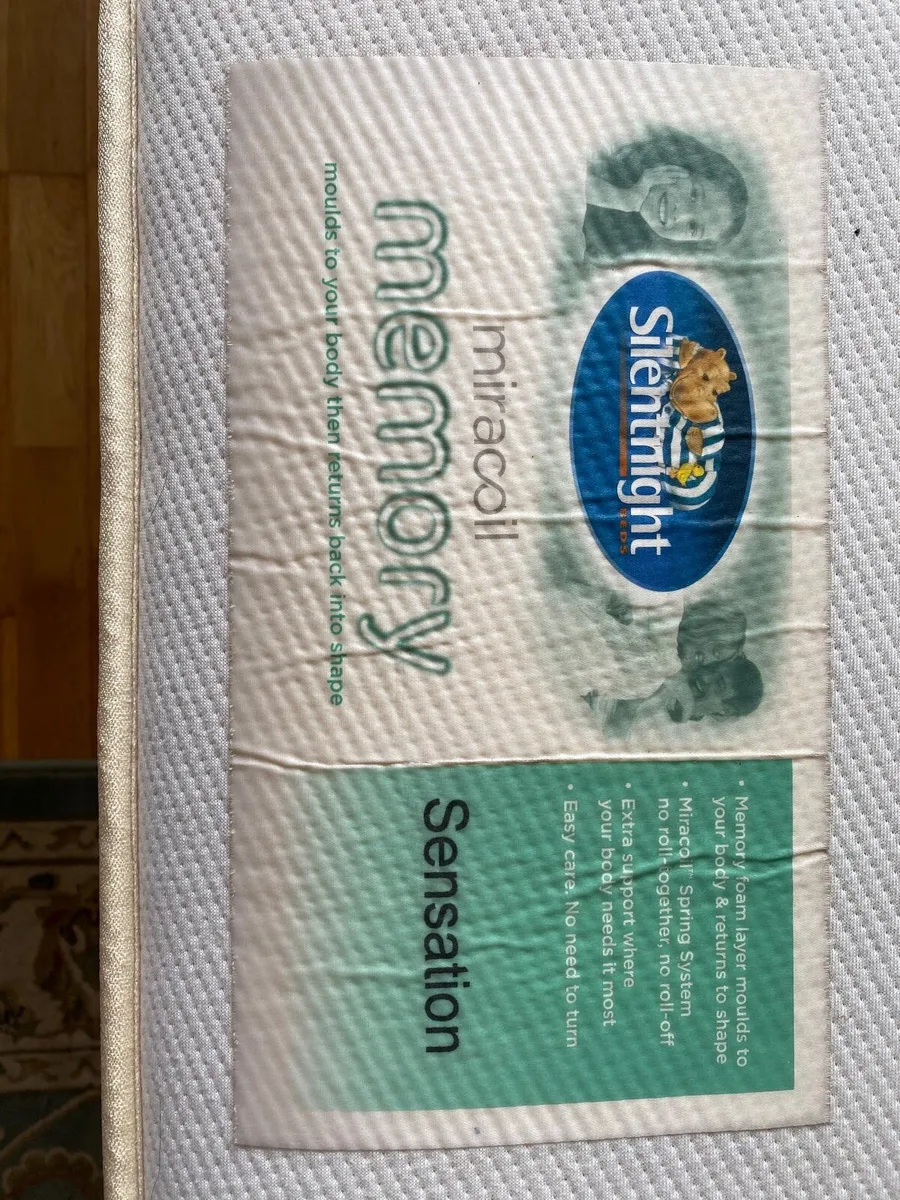 Silentnight
BEDS
miracoil
memory
moulds to your body then returns back into shape
• Memory foam layer moulds to
your body & returns to shape
• Miracoil™ Spring System
no roll-together, no roll-off
• Extra support where
your body needs it most
• Easy care. No need to turn
Sensation